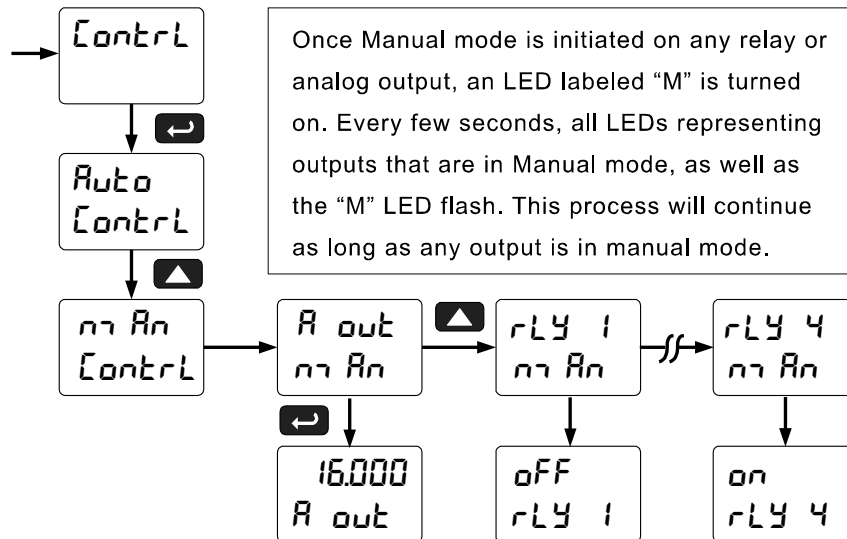 ContrL
Once Manual mode is initiated on any relay or
analog output, an LED labeled “M” is turned
on. Every few seconds, all LEDs representing
outputs that are in Manual mode, as well as
the “M” LED flash. This process will continue
as long as any output is in manual mode.
Auto
ContrL
mAn
ContrL
A out
mAn
rLY 1
mAn
rLY 4
mAn
16.000
A out
oFF
rLY 1
on
rLY 4